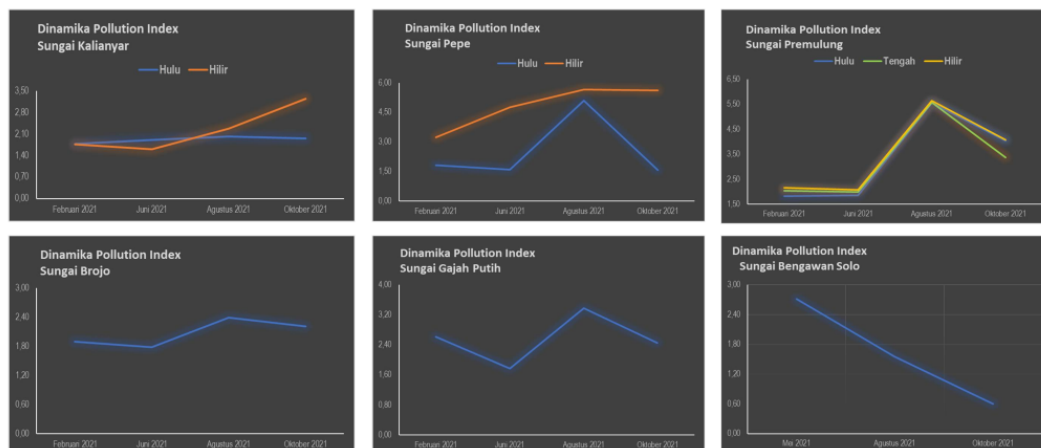 Dinamika Pollution Index
Sungai Kalianyar
Hulu Hilir
3,50
2,80
2,10
1,40
0,70
0,00
Februari 2021 Juni 2021 Agustus 2021 Oktober 2021
Dinamika Pollution Index
Sungai Pepe
Hulu Hilir
6,00
4,50
3,00
1,50
0,00
Februari 2021 Juni 2021 Agustus 2021 Oktober 2021
Dinamika Pollution Index
Sungai Premulung
Hulu Tengah Hilir
6,50
5,50
4,50
3,50
2,50
1,50
Februari 2021 Juni 2021 Agustus 2021 Oktober 2021
Dinamika Pollution Index
Sungai Brojo
3,00
2,40
1,80
1,20
0,60
0,00
Februari 2021 Juni 2021 Agustus 2021 Oktober 2021
Dinamika Pollution Index
Sungai Gajah Putih
4,00
3,20
2,40
1,60
0,80
0,00
Februari 2021 Juni 2021 Agustus 2021 Oktober 2021
Dinamika Pollution Index
Sungai Bengawan Solo
3,00
2,40
1,80
1,20
0,60
0,00
Mei 2021 Agustus 2021 Oktober 2021